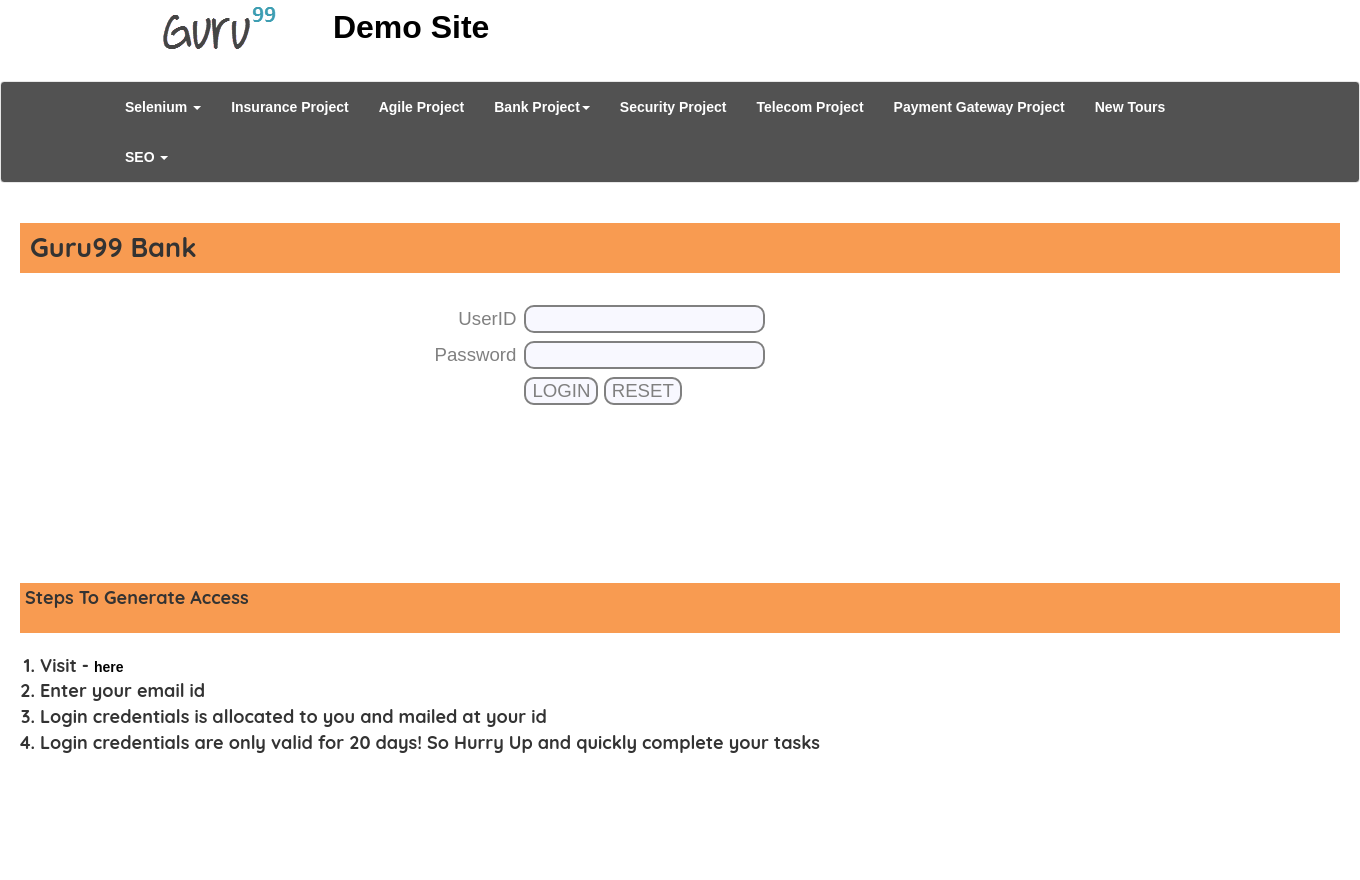 Guru99 Demo Site
Selenium Insurance Project Agile Project Bank Project Security Project Telecom Project Payment Gateway Project New Tours
SEO
Guru99 Bank
UserID
Password
LOGIN RESET
Steps To Generate Access
1. Visit - here
2. Enter your email id
3. Login credentials is allocated to you and mailed at your id
4. Login credentials are only valid for 20 days! So Hurry Up and quickly complete your tasks